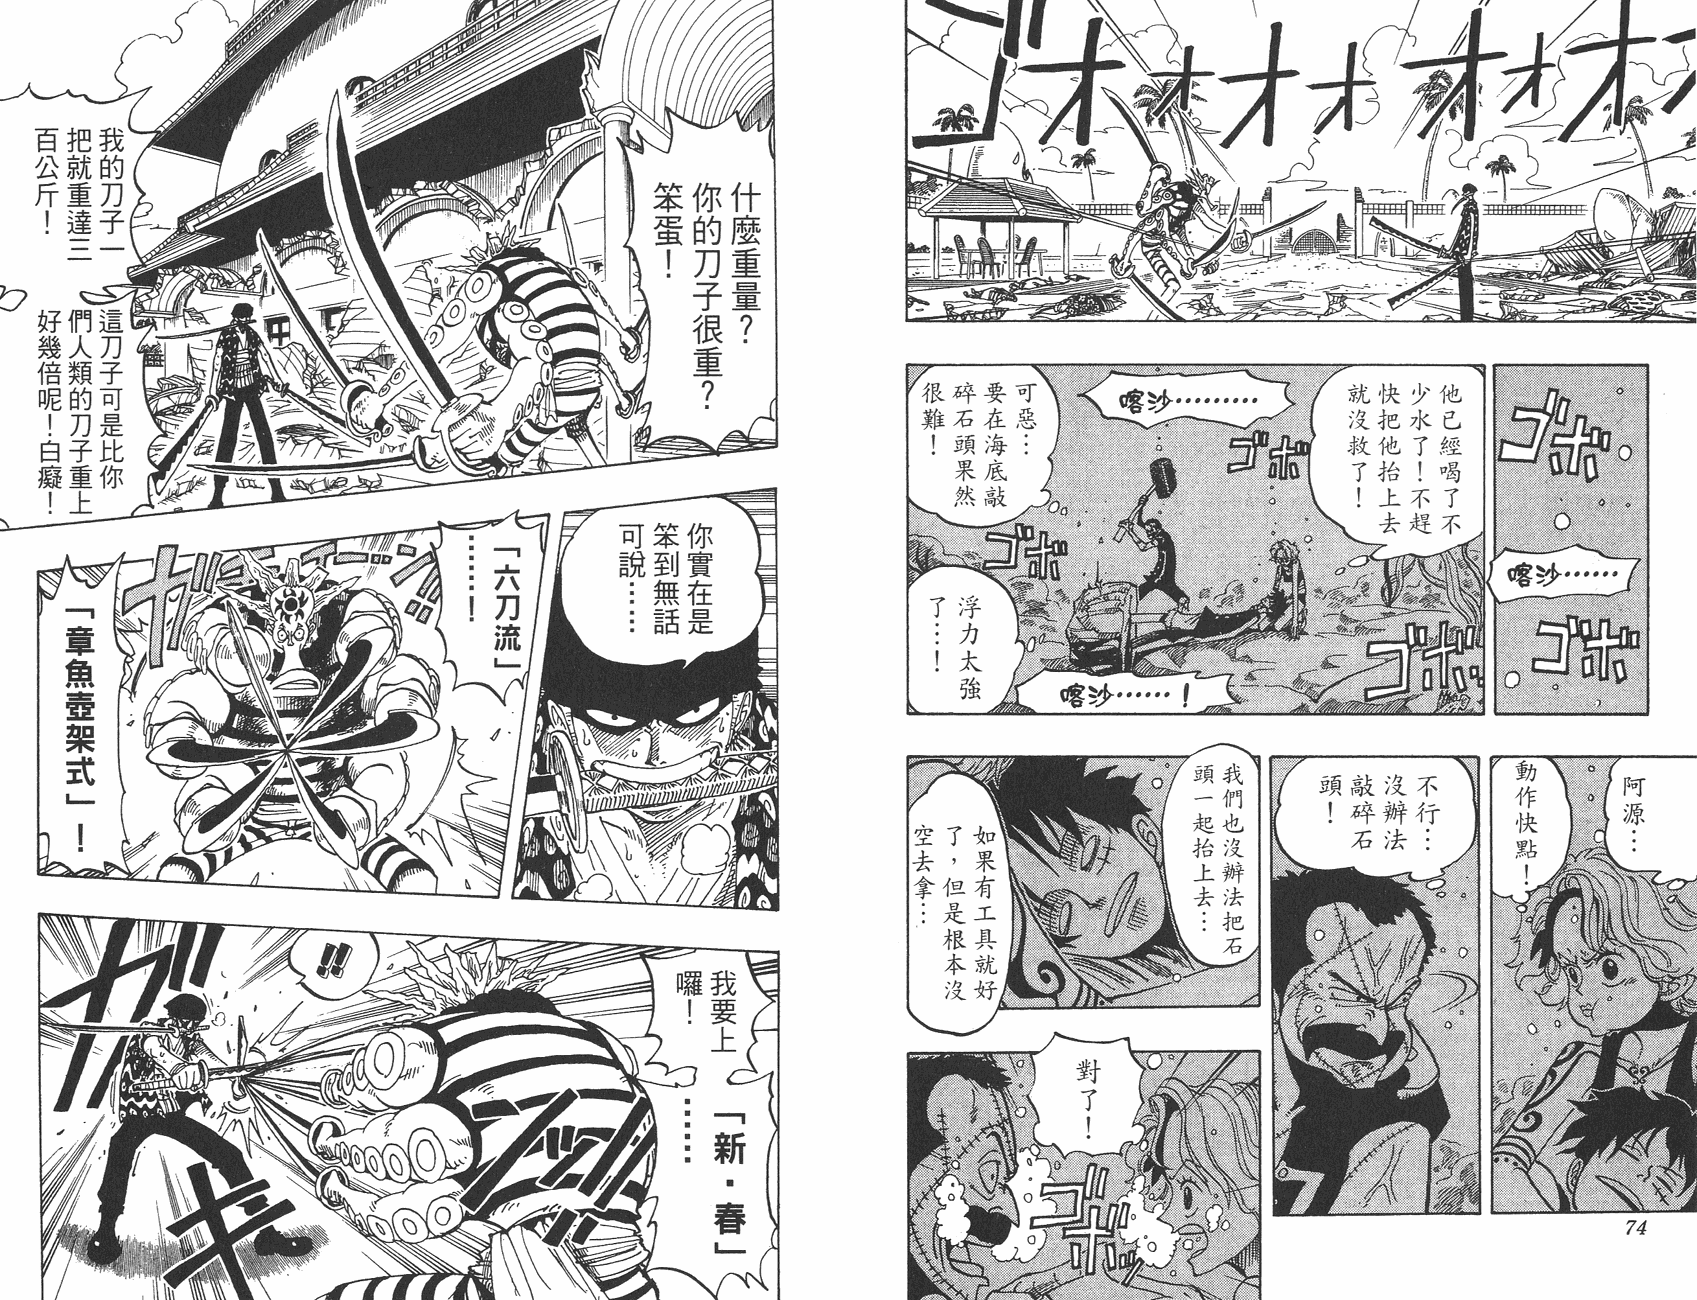 ゴオオオオオオオ
ゴボ
喀沙……
ゴボ
他已經喝了不
少水了！不趕
快把他抬上去
就沒救了！
喀沙………
ゴボ
可惡…
要在海底敲
碎石頭果然
很難！
ゴボ
ゴボ
浮力太強
了……！
喀沙……！
阿源…
動作快點！
不行…
沒辦法
敲碎石
頭！
我們也沒辦法把石
頭一起抬上去…
如果有工具就好
了，但是根本沒
空去拿…
對了！
ゴボ
74
什麼重量？
你的刀子很重？
笨蛋！
我的刀子一
把就重達三
百公斤！
這刀子可是比你
們人類的刀子重上
好幾倍呢！白癡！
你實在是
笨到無話
可說……
「六刀流」
……！
ガジイィーン
「章魚壺架式」！
我要上
囉！
「新·春」
……
!!
ガガ
ギィン